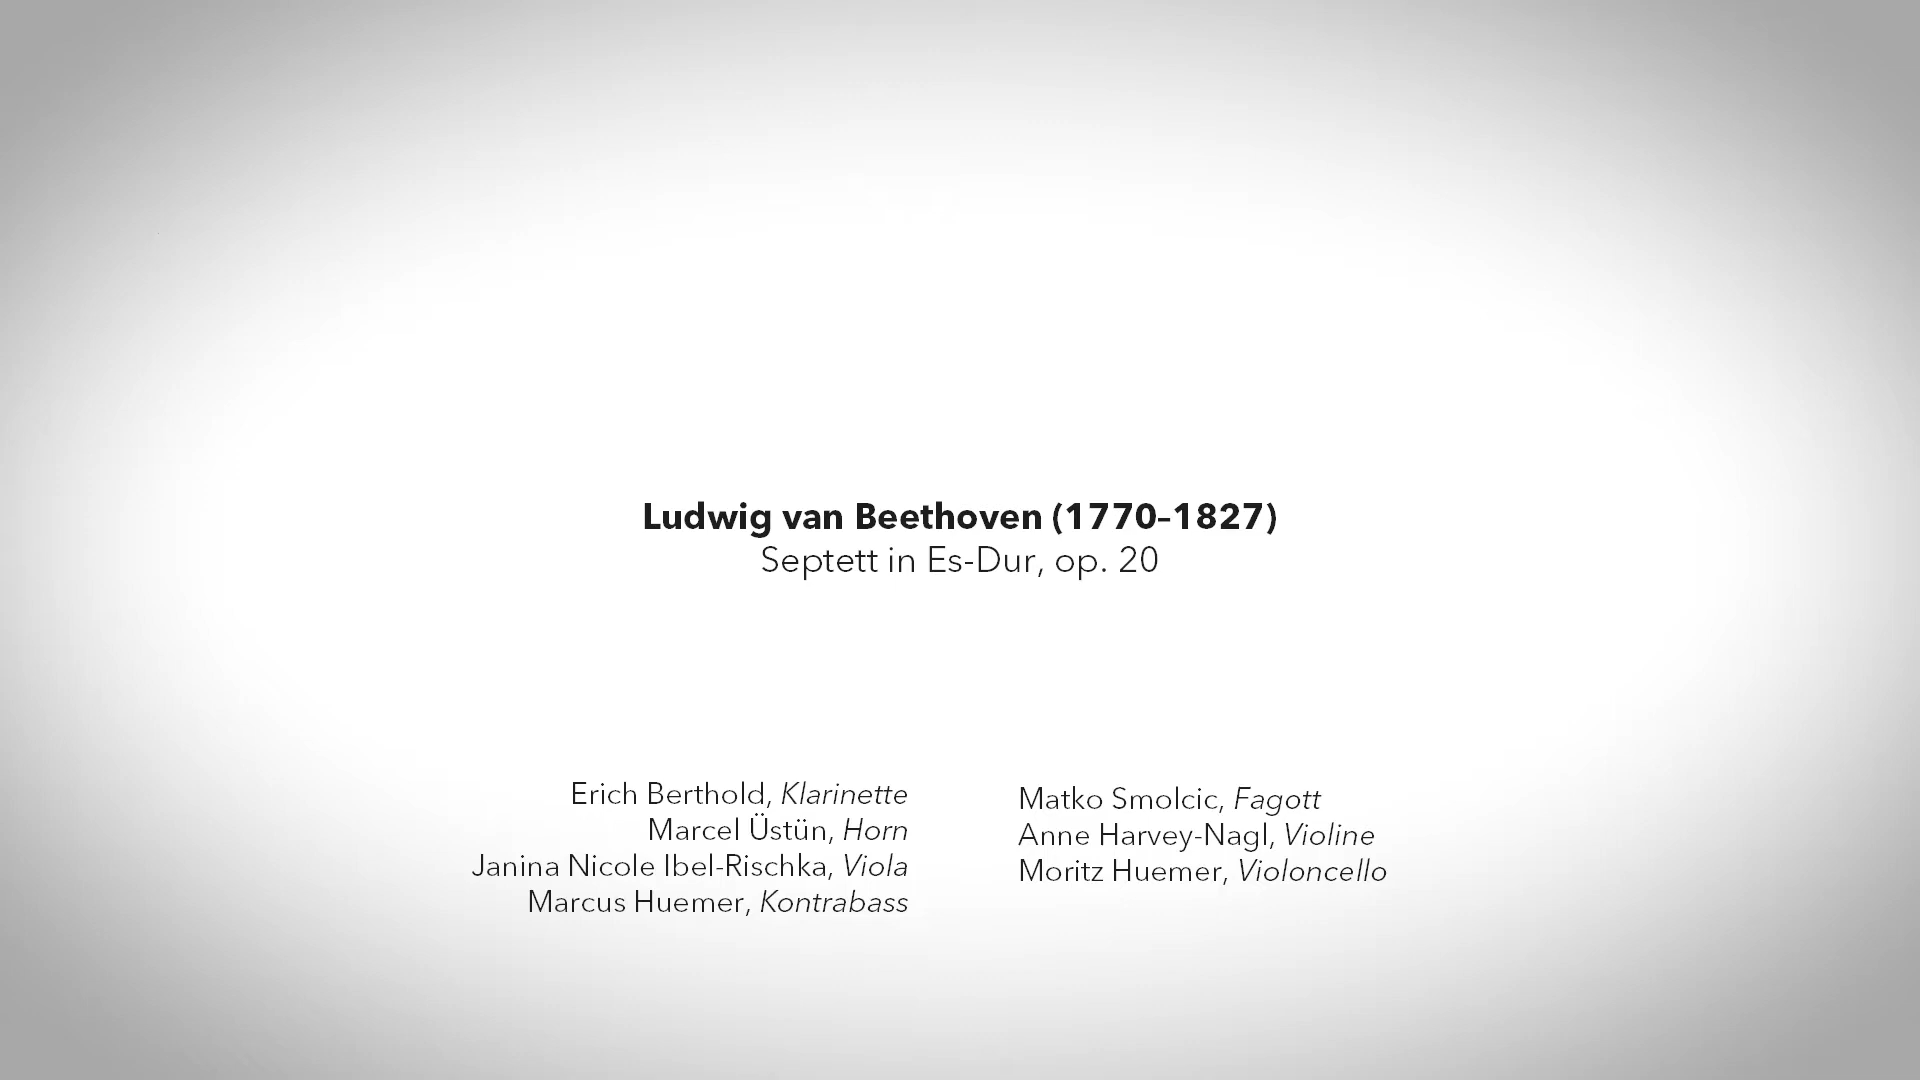 Ludwig van Beethoven (1770–1827)
Septett in Es-Dur, op. 20
Erich Berthold, Klarinette
Marcel Üstün, Horn
Janina Nicole Ibel-Rischka, Viola
Marcus Huemer, Kontrabass
Matko Smolcic, Fagott
Anne Harvey-Nagl, Violine
Moritz Huemer, Violoncello